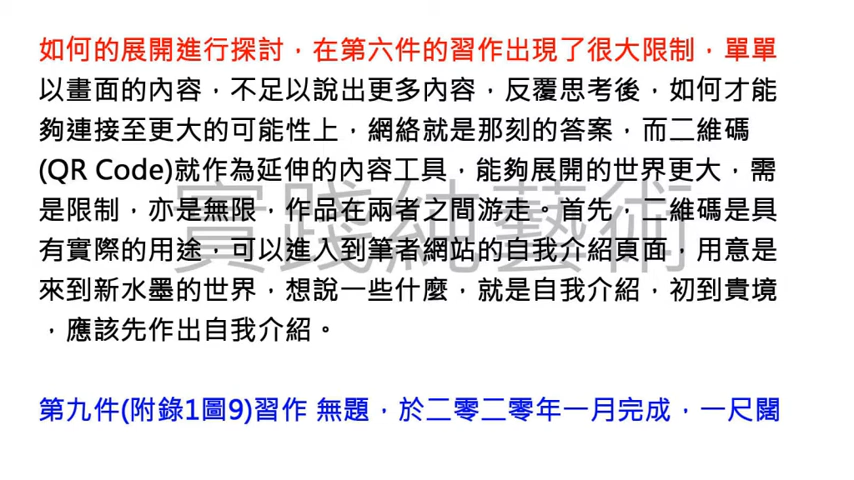 如何的展開進行探討，在第六件的習作出現了很大限制，單單
以畫面的內容，不足以說出更多內容，反覆思考後，如何才能
夠連接至更大的可能性上，網絡就是那刻的答案，而二維碼
(QR Code)就作為延伸的內容工具，能夠展開的世界更大，需
是限制，亦是無限，作品在兩者之間游走。首先，二維碼是具
有實際的用途，可以進入到筆者網站的自我介紹頁面，用意是
來到新水墨的世界，想說一些什麼，就是自我介紹，初到貴境
，應該先作出自我介紹。
第九件(附錄1圖9)習作 無題，於二零二零年一月完成，一尺闊
實踐純藝術